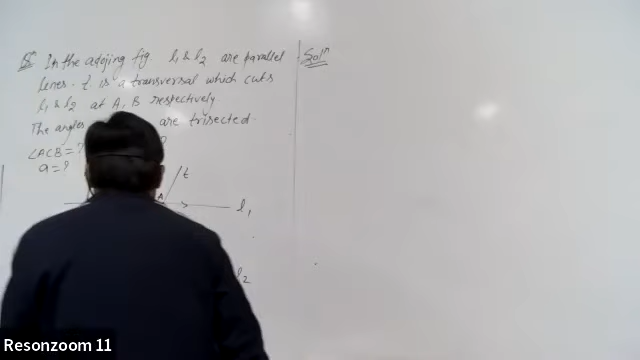 Q. In the adjoing fig l₁ & l₂ are parallel
lines. t is a transversal which cuts
l₁ & l₂ at A, B respectively
The angles are trisected.
∠ACB = ?
a = ?
Solⁿ
t
A
l₁
l₂
Resonzoom 11